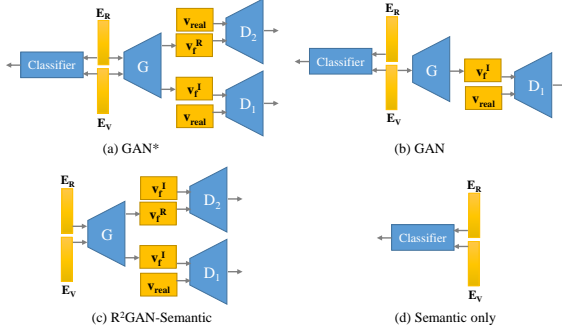 E_R
v_real
v_f^R
D_2
Classifier
G
v_f^I
v_real
D_1
E_V
(a) GAN*
E_R
Classifier
G
v_f^I
v_real
D_1
E_V
(b) GAN
E_R
v_f^I
v_f^R
D_2
G
v_f^I
v_real
D_1
E_V
(c) R²GAN-Semantic
E_R
Classifier
E_V
(d) Semantic only